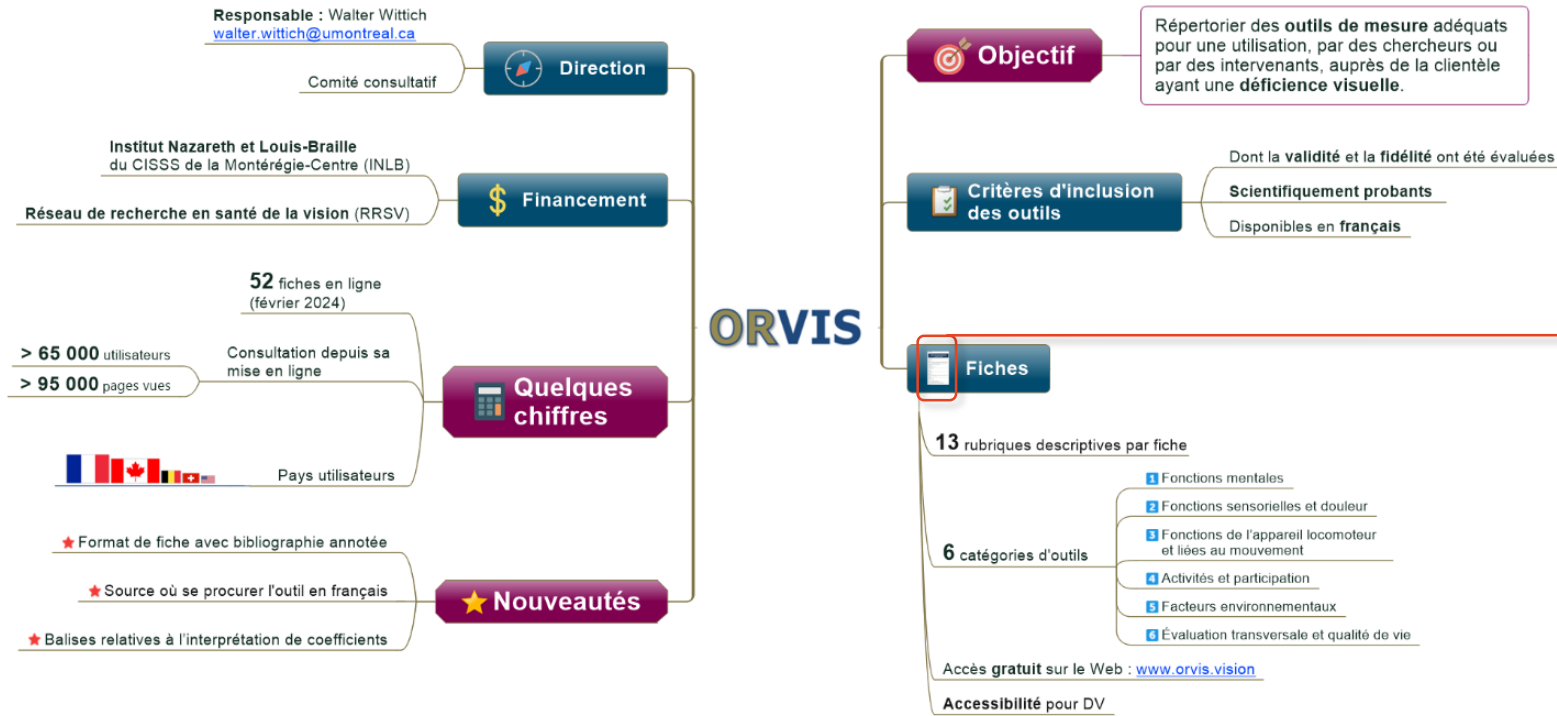 ORVIS
Objectif
Répertorier des outils de mesure adéquats
pour une utilisation, par des chercheurs ou
par des intervenants, auprès de la clientèle
ayant une déficience visuelle.
Critères d'inclusion
des outils
Dont la validité et la fidélité ont été évaluées
Scientifiquement probants
Disponibles en français
Fiches
13 rubriques descriptives par fiche
6 catégories d'outils
1 Fonctions mentales
2 Fonctions sensorielles et douleur
3 Fonctions de l'appareil locomoteur
et liées au mouvement
4 Activités et participation
5 Facteurs environnementaux
6 Évaluation transversale et qualité de vie
Accès gratuit sur le Web : www.orvis.vision
Accessibilité pour DV
Direction
Responsable : Walter Wittich
walter.wittich@umontreal.ca
Comité consultatif
$ Financement
Institut Nazareth et Louis-Braille
du CISSS de la Montérégie-Centre (INLB)
Réseau de recherche en santé de la vision (RRSV)
Quelques
chiffres
52 fiches en ligne
(février 2024)
Consultation depuis sa
mise en ligne
> 65 000 utilisateurs
> 95 000 pages vues
Pays utilisateurs
Nouveautés
Format de fiche avec bibliographie annotée
Source où se procurer l'outil en français
Balises relatives à l'interprétation de coefficients